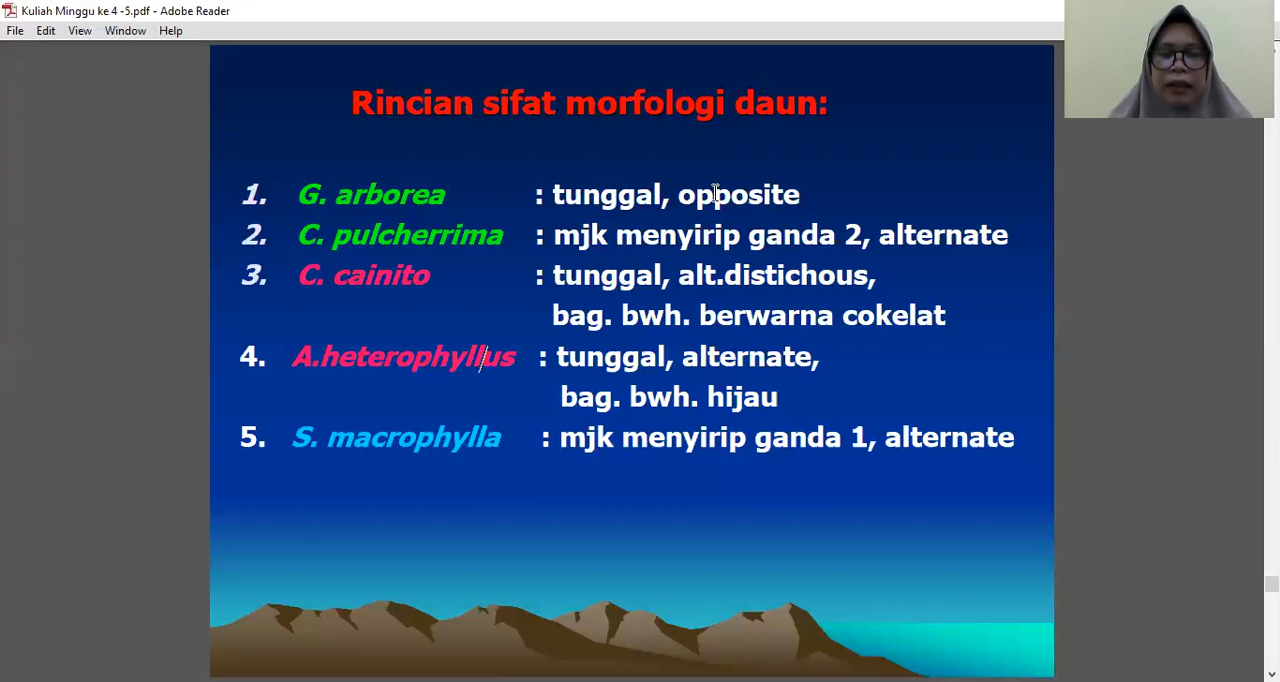 Kuliah Minggu ke 4 -5.pdf - Adobe Reader
File Edit View Window Help
Rincian sifat morfologi daun:
1. G. arborea : tunggal, opposite
2. C. pulcherrima : mjk menyirip ganda 2, alternate
3. C. cainito : tunggal, alt.distichous,
bag. bwh. berwarna cokelat
4. A.heterophyllus : tunggal, alternate,
bag. bwh. hijau
5. S. macrophylla : mjk menyirip ganda 1, alternate